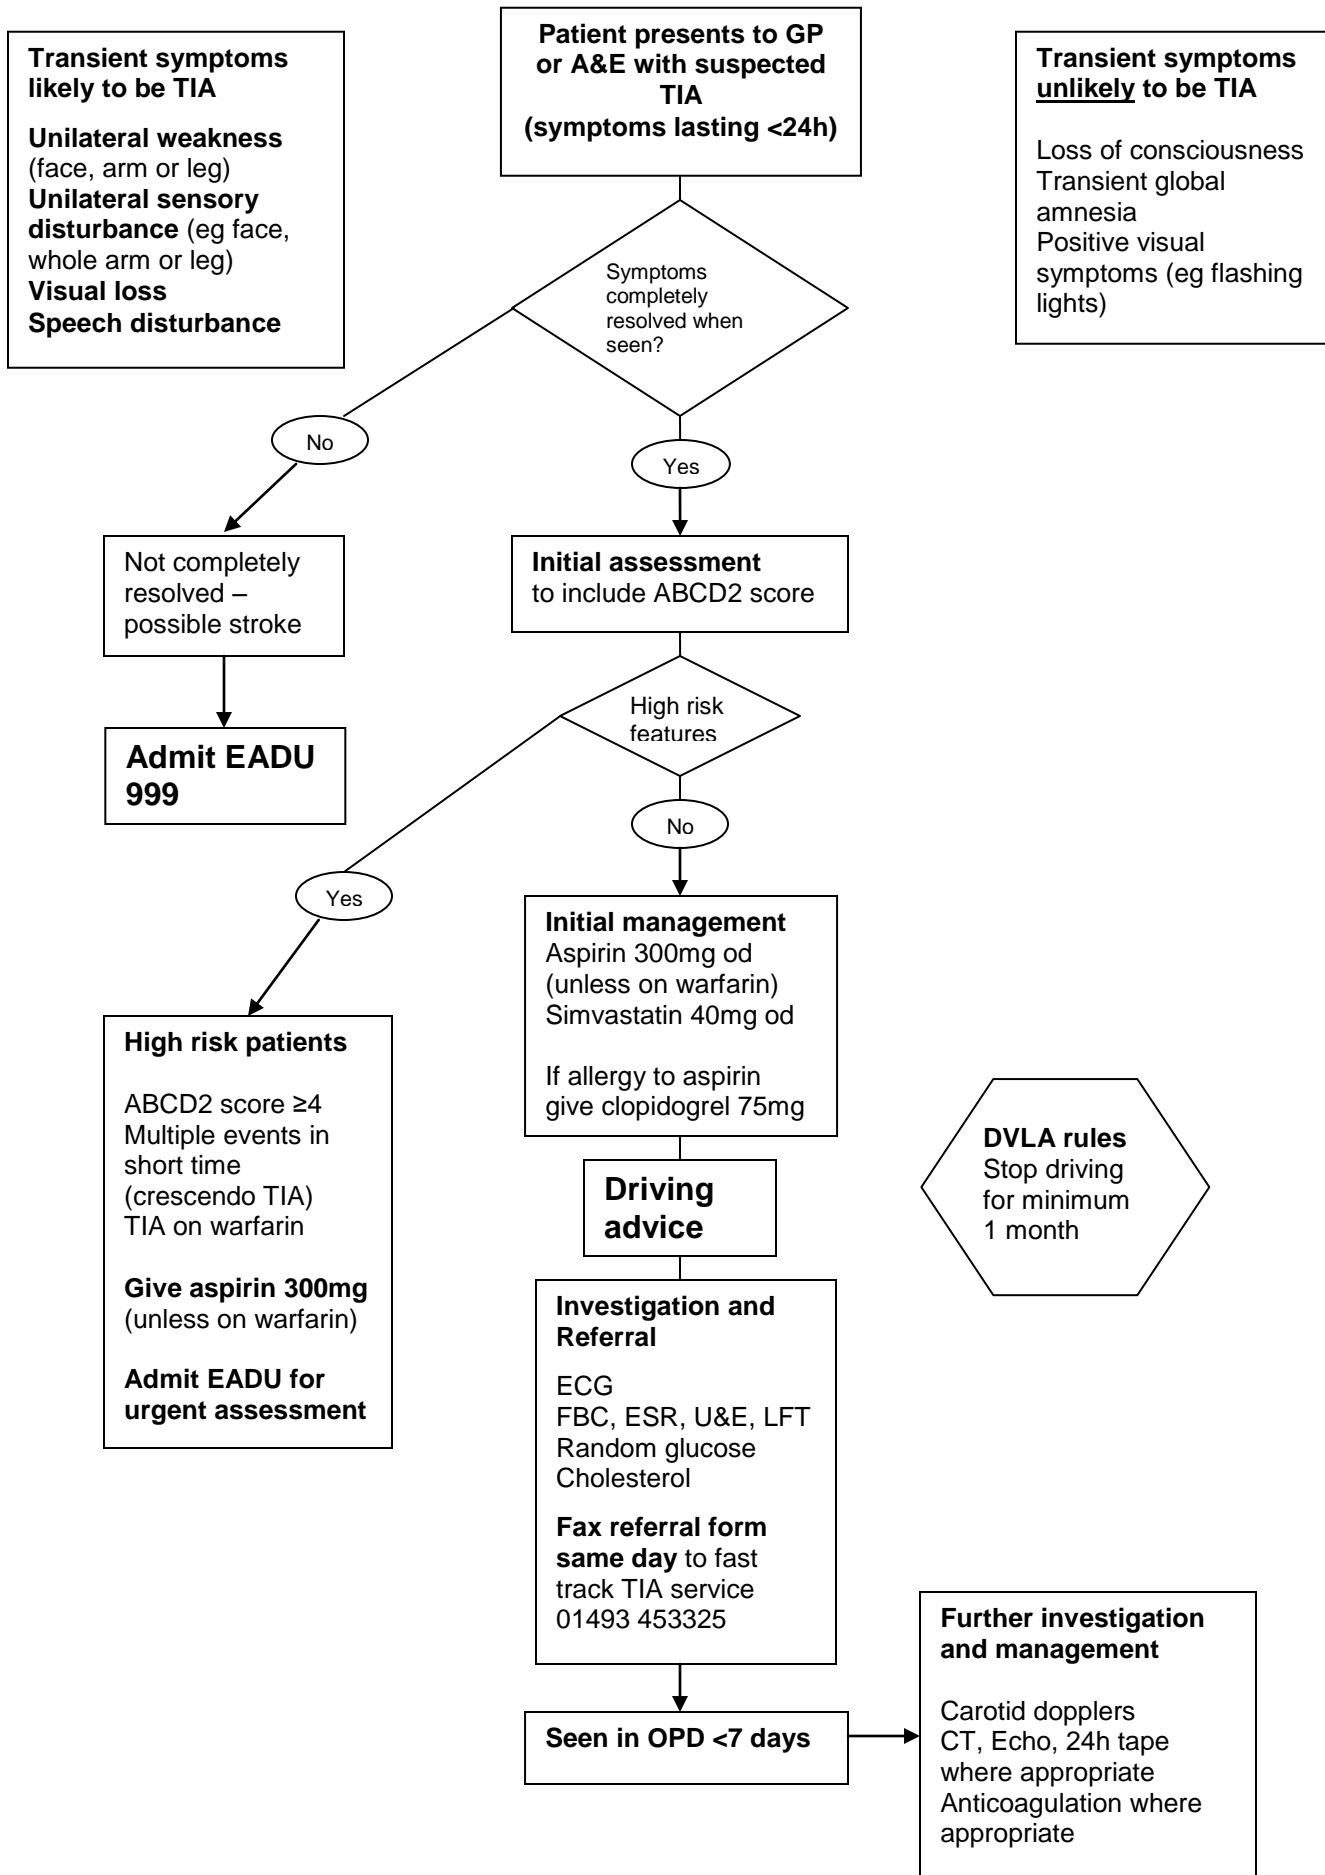 Transient symptoms
likely to be TIA
Unilateral weakness
(face, arm or leg)
Unilateral sensory
disturbance (eg face,
whole arm or leg)
Visual loss
Speech disturbance
Patient presents to GP
or A&E with suspected
TIA
(symptoms lasting <24h)
Transient symptoms
unlikely to be TIA
Loss of consciousness
Transient global
amnesia
Positive visual
symptoms (eg flashing
lights)
Symptoms
completely
resolved when
seen?
No
Yes
Not completely
resolved –
possible stroke
Initial assessment
to include ABCD2 score
Admit EADU
999
High risk
features
No
Yes
High risk patients
ABCD2 score ≥4
Multiple events in
short time
(crescendo TIA)
TIA on warfarin
Give aspirin 300mg
(unless on warfarin)
Admit EADU for
urgent assessment
Initial management
Aspirin 300mg od
(unless on warfarin)
Simvastatin 40mg od
If allergy to aspirin
give clopidogrel 75mg
Driving
advice
DVLA rules
Stop driving
for minimum
1 month
Investigation and
Referral
ECG
FBC, ESR, U&E, LFT
Random glucose
Cholesterol
Fax referral form
same day to fast
track TIA service
01493 453325
Seen in OPD <7 days
Further investigation
and management
Carotid dopplers
CT, Echo, 24h tape
where appropriate
Anticoagulation where
appropriate